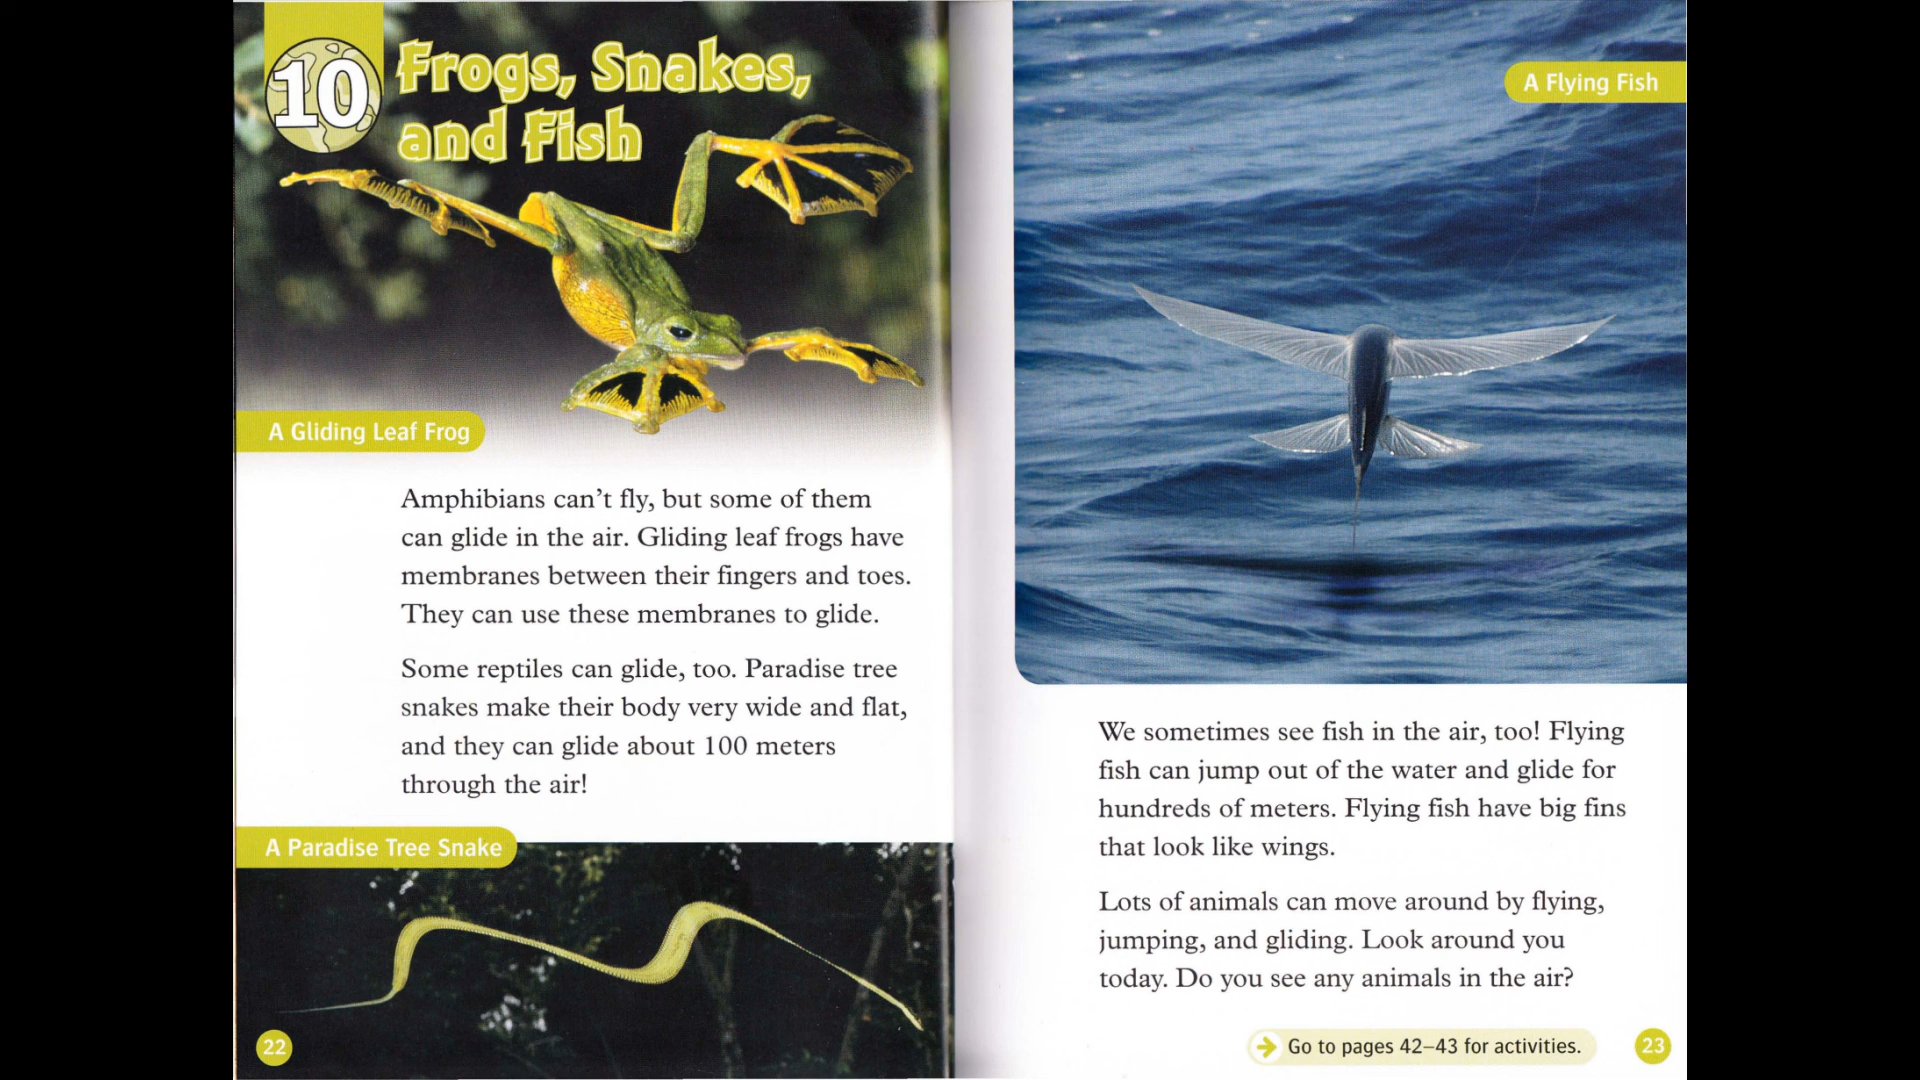 10
Frogs, Snakes,
and Fish
A Gliding Leaf Frog
Amphibians can't fly, but some of them
can glide in the air. Gliding leaf frogs have
membranes between their fingers and toes.
They can use these membranes to glide.
Some reptiles can glide, too. Paradise tree
snakes make their body very wide and flat,
and they can glide about 100 meters
through the air!
A Paradise Tree Snake
22
A Flying Fish
We sometimes see fish in the air, too! Flying
fish can jump out of the water and glide for
hundreds of meters. Flying fish have big fins
that look like wings.
Lots of animals can move around by flying,
jumping, and gliding. Look around you
today. Do you see any animals in the air?
Go to pages 42–43 for activities.
23